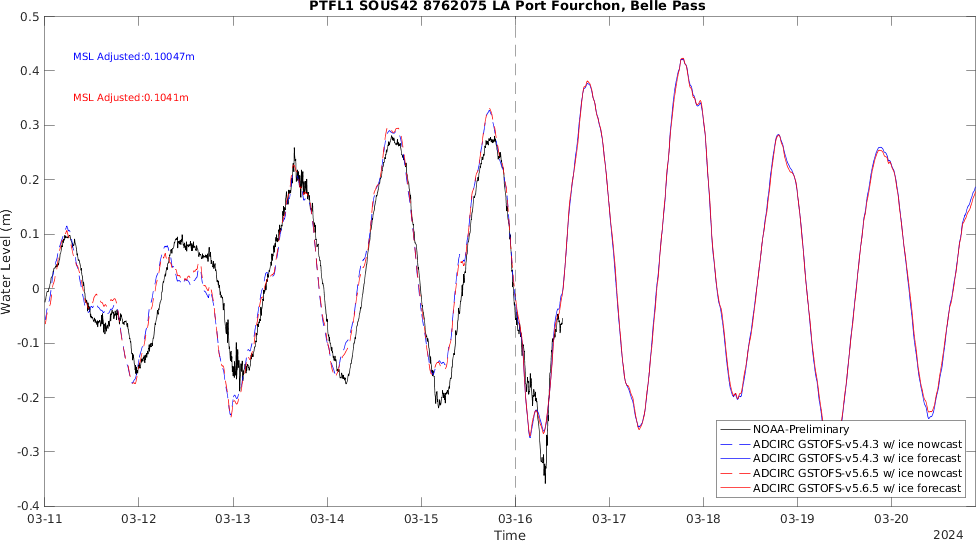 PTFL1 SOUS42 8762075 LA Port Fourchon, Belle Pass
0.5
MSL Adjusted:0.10047m
0.4
MSL Adjusted:0.1041m
0.3
0.2
0.1
Water Level (m)
0
-0.1
-0.2
-0.3
-0.4
NOAA-Preliminary
ADCIRC GSTOFS-v5.4.3 w/ ice nowcast
ADCIRC GSTOFS-v5.4.3 w/ ice forecast
ADCIRC GSTOFS-v5.6.5 w/ ice nowcast
ADCIRC GSTOFS-v5.6.5 w/ ice forecast
03-11 03-12 03-13 03-14 03-15 03-16 03-17 03-18 03-19 03-20
Time
2024